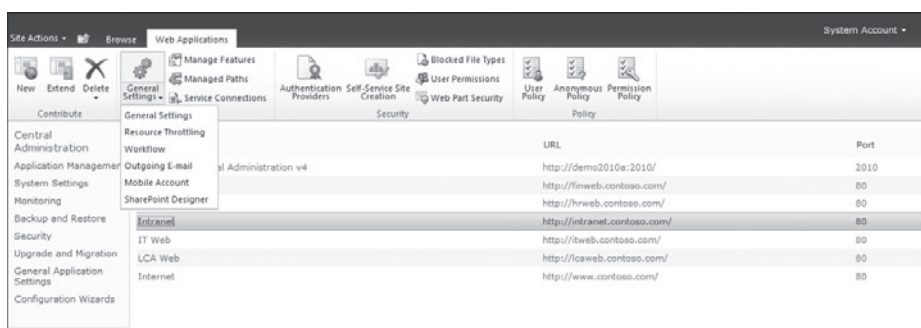 Site Actions Browse Web Applications System Account
New Extend Delete
General Settings
Manage Features
Managed Paths
Service Connections
Authentication Providers
Self-Service Site Creation
Blocked File Types
User Permissions
Web Part Security
User Policy
Anonymous Policy
Permission Policy
Contribute
Security
Policy
General Settings
Resource Throttling
Workflow
Outgoing E-mail
Mobile Account
SharePoint Designer
Central Administration
Application Managemen
System Settings
Monitoring
Backup and Restore
Security
Upgrade and Migration
General Application Settings
Configuration Wizards
URL Port
al Administration v4 http://demo2010a:2010/ 2010
http://finweb.contoso.com/ 80
http://hrweb.contoso.com/ 80
Intranet http://intranet.contoso.com/ 80
IT Web http://itweb.contoso.com/ 80
LCA Web http://lcaweb.contoso.com/ 80
Internet http://www.contoso.com/ 80